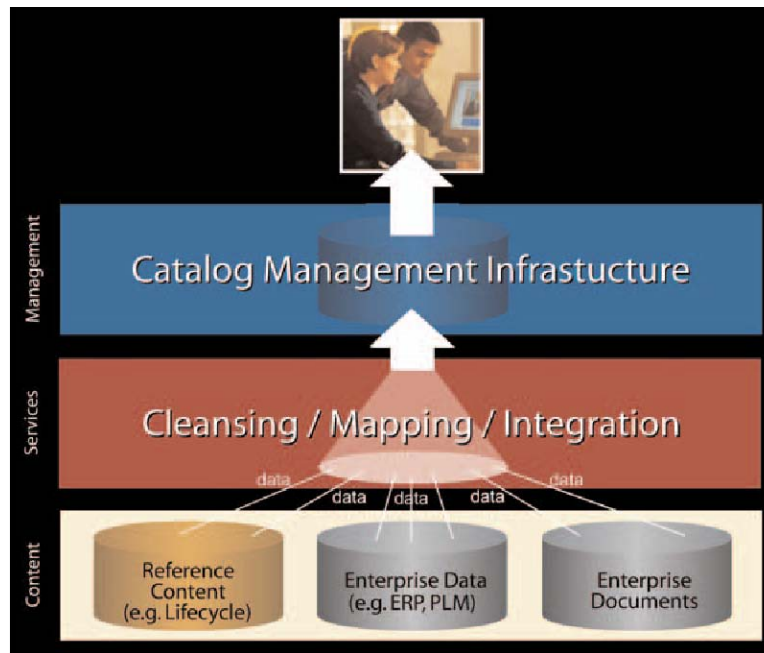 Management
Catalog Management Infrastucture
Services
Cleansing / Mapping / Integration
data
data
data
data
data
Content
Reference
Content
(e.g. Lifecycle)
Enterprise Data
(e.g. ERP, PLM)
Enterprise
Documents